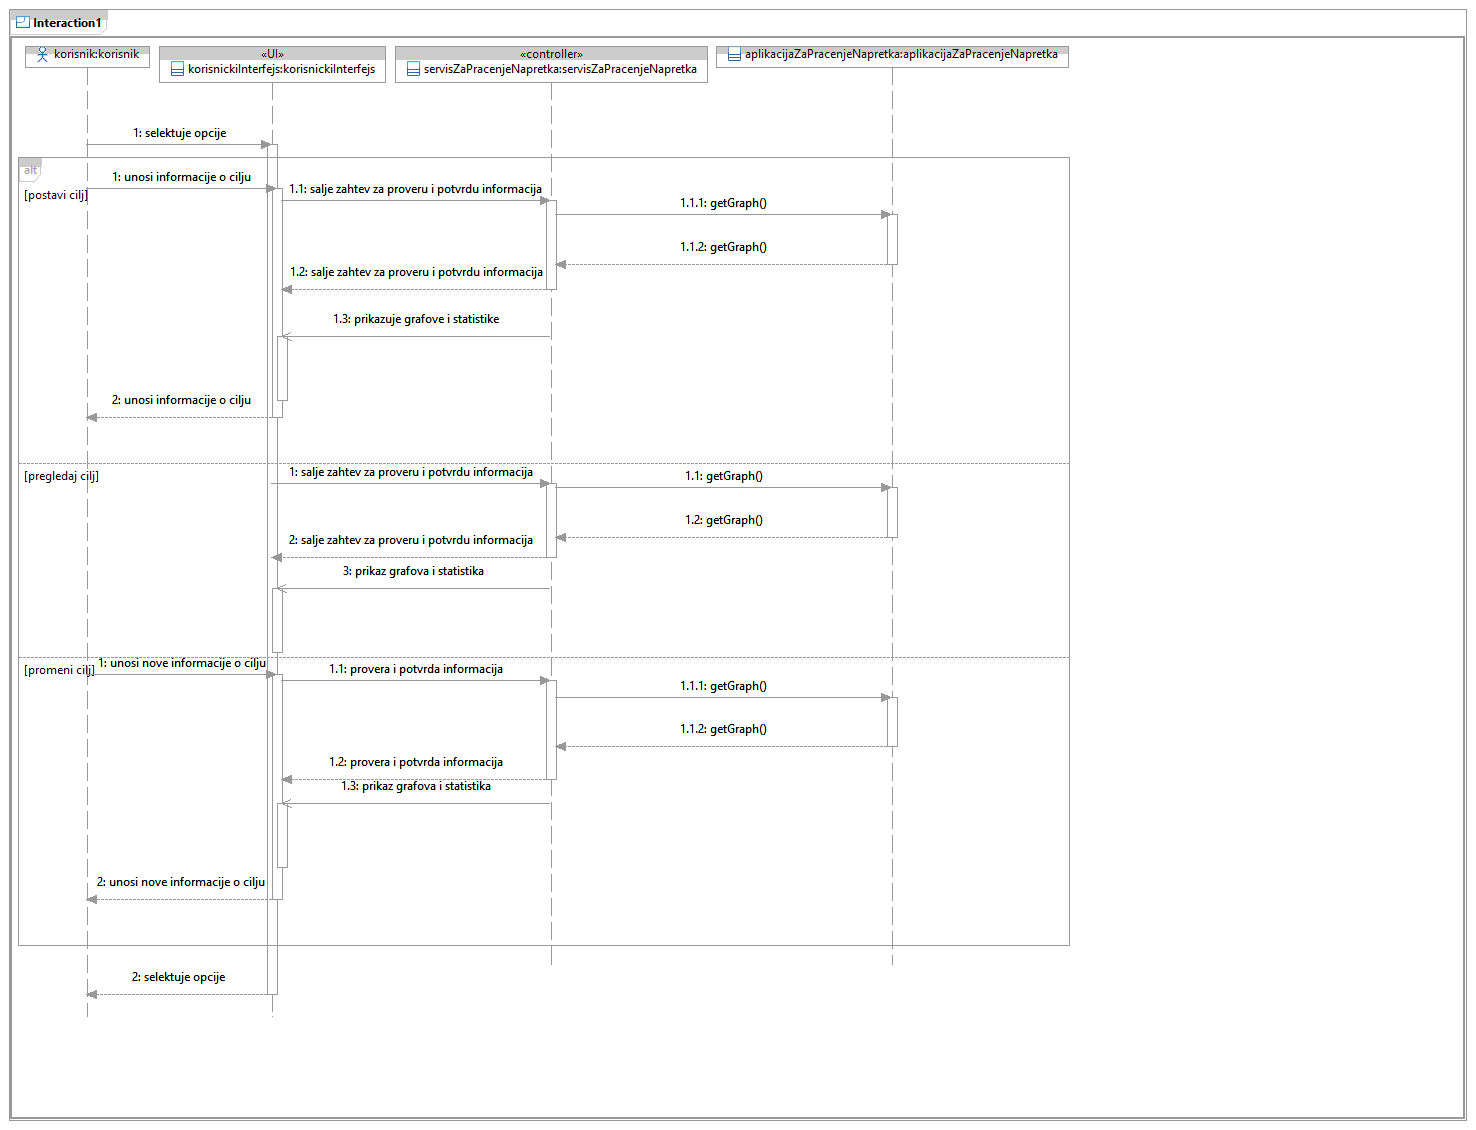 Interaction1
korisnik:korisnik
«UI»
korisnickiInterfejs:korisnickiInterfejs
«controller»
servisZaPracenjeNapretka:servisZaPracenjeNapretka
aplikacijaZaPracenjeNapretka:aplikacijaZaPracenjeNapretka
1: selektuje opcije
alt
[postavi cilj]
1: unosi informacije o cilju
1.1: salje zahtev za proveru i potvrdu informacija
1.1.1: getGraph()
1.1.2: getGraph()
1.2: salje zahtev za proveru i potvrdu informacija
1.3: prikazuje grafove i statistike
2: unosi informacije o cilju
[pregledaj cilj]
1: salje zahtev za proveru i potvrdu informacija
1.1: getGraph()
1.2: getGraph()
2: salje zahtev za proveru i potvrdu informacija
3: prikaz grafova i statistika
[promeni cilj]
1: unosi nove informacije o cilju
1.1: provera i potvrda informacija
1.1.1: getGraph()
1.1.2: getGraph()
1.2: provera i potvrda informacija
1.3: prikaz grafova i statistika
2: unosi nove informacije o cilju
2: selektuje opcije